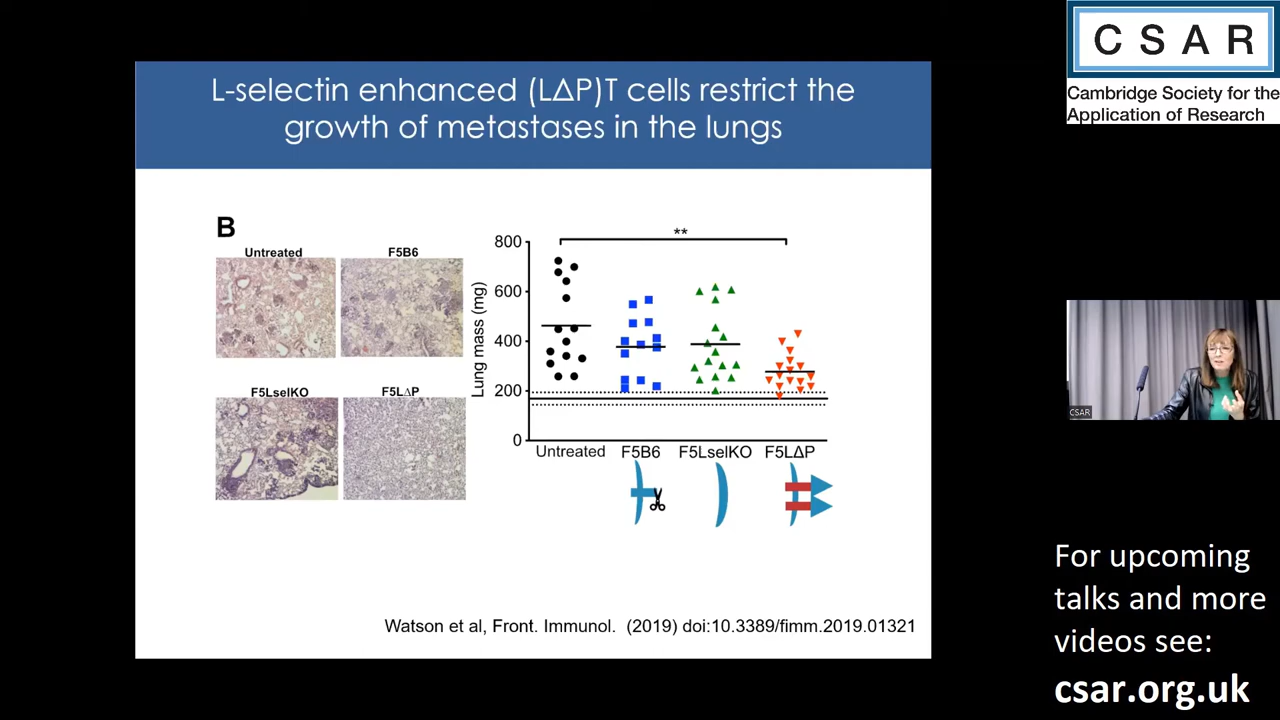 L-selectin enhanced (LΔP)T cells restrict the
growth of metastases in the lungs
B
Untreated
F5B6
F5LselKO
F5LΔP
Lung mass (mg)
800
600
400
200
0
**
Untreated
F5B6
F5LselKO
F5LΔP
Watson et al, Front. Immunol. (2019) doi:10.3389/fimm.2019.01321
C S A R
Cambridge Society for the
Application of Research
CSAR
For upcoming
talks and more
videos see:
csar.org.uk